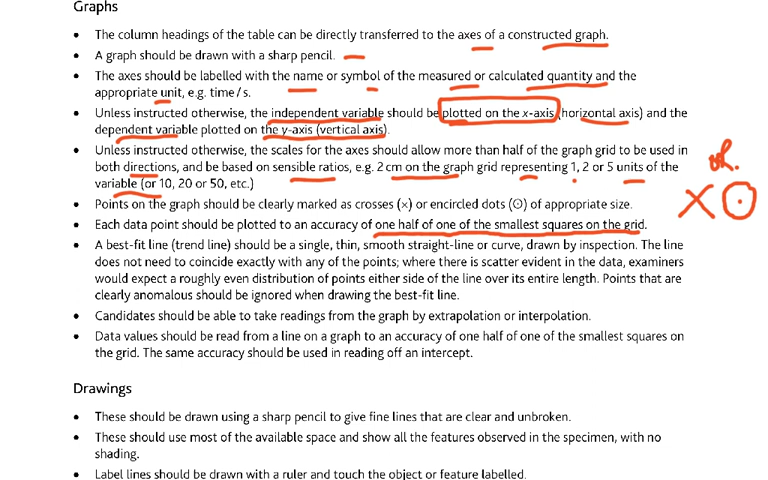 Graphs
• The column headings of the table can be directly transferred to the axes of a constructed graph.
• A graph should be drawn with a sharp pencil.
• The axes should be labelled with the name or symbol of the measured or calculated quantity and the
appropriate unit, e.g. time/s.
• Unless instructed otherwise, the independent variable should be plotted on the x-axis (horizontal axis) and the
dependent variable plotted on the y-axis (vertical axis).
• Unless instructed otherwise, the scales for the axes should allow more than half of the graph grid to be used in
both directions, and be based on sensible ratios, e.g. 2 cm on the graph grid representing 1, 2 or 5 units of the
variable (or 10, 20 or 50, etc.)
or.
× ⊙
• Points on the graph should be clearly marked as crosses (×) or encircled dots (⊙) of appropriate size.
• Each data point should be plotted to an accuracy of one half of one of the smallest squares on the grid.
• A best-fit line (trend line) should be a single, thin, smooth straight-line or curve, drawn by inspection. The line
does not need to coincide exactly with any of the points; where there is scatter evident in the data, examiners
would expect a roughly even distribution of points either side of the line over its entire length. Points that are
clearly anomalous should be ignored when drawing the best-fit line.
• Candidates should be able to take readings from the graph by extrapolation or interpolation.
• Data values should be read from a line on a graph to an accuracy of one half of one of the smallest squares on
the grid. The same accuracy should be used in reading off an intercept.
Drawings
• These should be drawn using a sharp pencil to give fine lines that are clear and unbroken.
• These should use most of the available space and show all the features observed in the specimen, with no
shading.
• Label lines should be drawn with a ruler and touch the object or feature labelled.